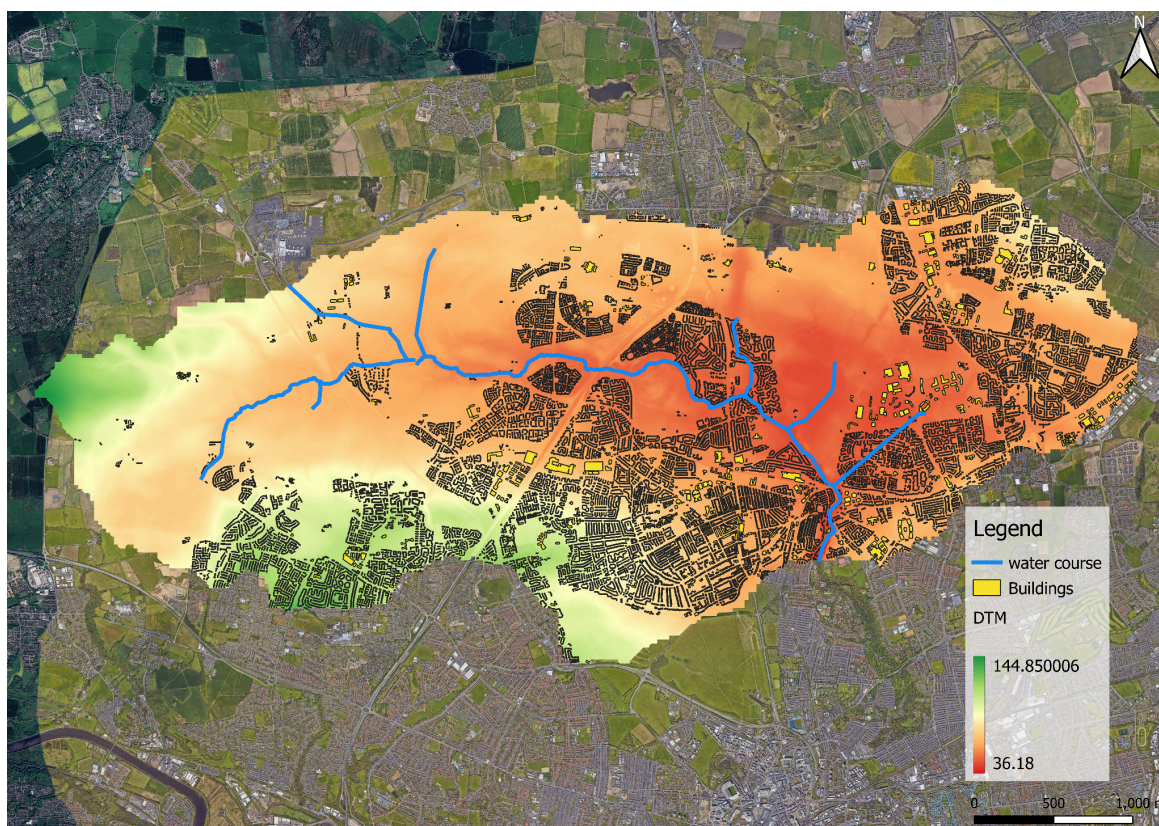 N
Legend
water course
Buildings
DTM
144.850006
36.18
0 500 1,000 m